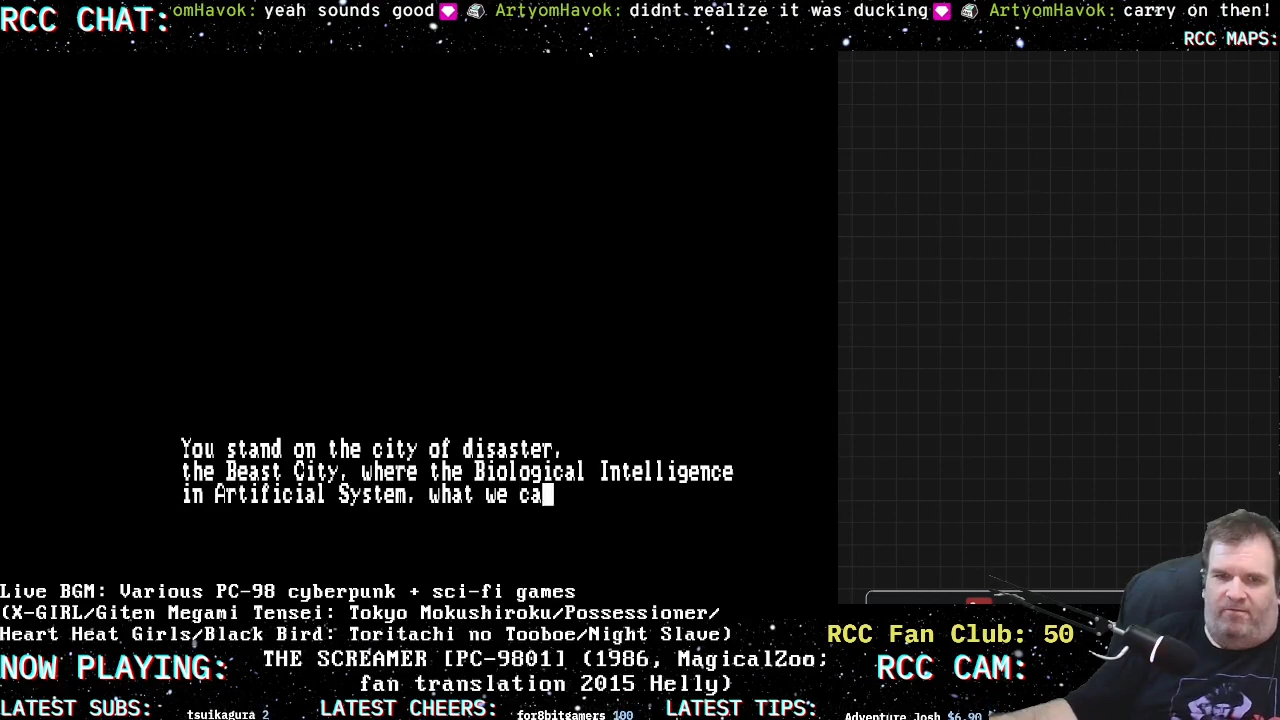 RCC CHAT:
omHavok: yeah sounds good ArtyomHavok: didnt realize it was ducking ArtyomHavok: carry on then!
RCC MAPS:
You stand on the city of disaster,
the Beast City, where the Biological Intelligence
in Artificial System, what we ca
Live BGM: Various PC-98 cyberpunk + sci-fi games
(X-GIRL/Giten Megami Tensei: Tokyo Mokushiroku/Possessioner/
Heart Heat Girls/Black Bird: Toritachi no Tooboe/Night Slave)
RCC Fan Club: 50
NOW PLAYING:
THE SCREAMER [PC-9801] (1986, MagicalZoo;
fan translation 2015 Helly)
RCC CAM:
LATEST SUBS: tsuikagura 2
LATEST CHEERS: for8bitgamers 100
LATEST TIPS: Adventure Josh $6.90